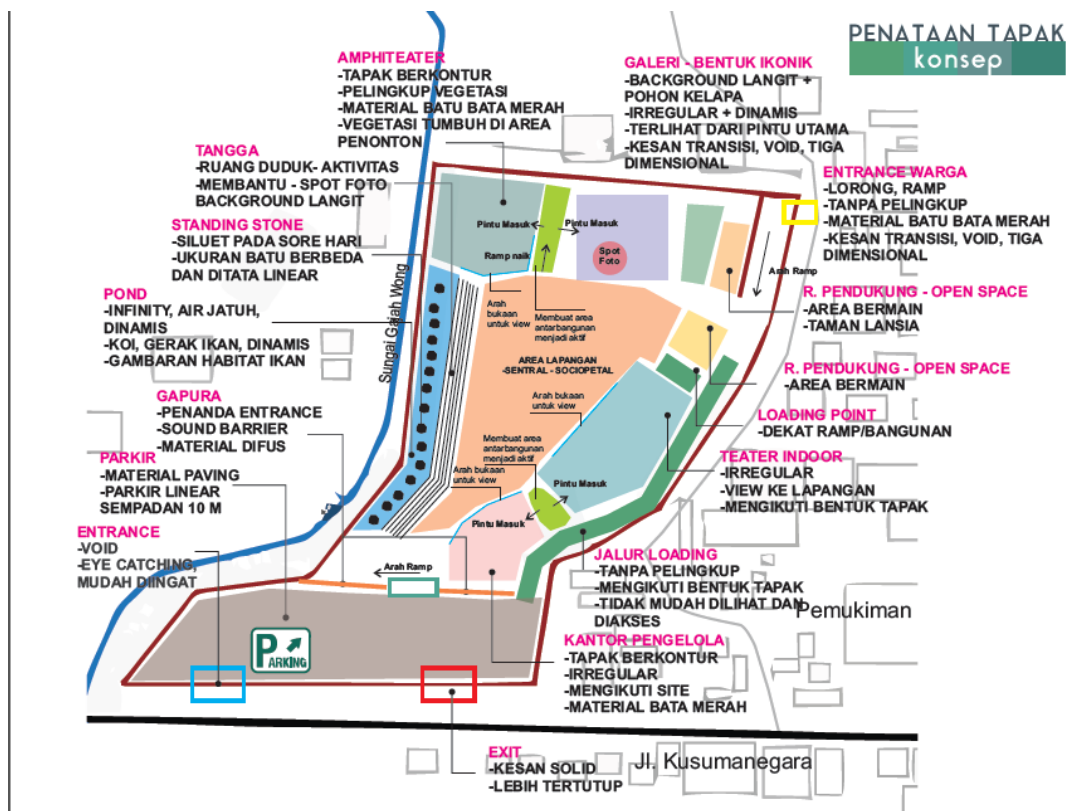 PENATAAN TAPAK
konsep
AMPHITEATER
-TAPAK BERKONTUR
-PELINGKUP VEGETASI
-MATERIAL BATU BATA MERAH
-VEGETASI TUMBUH DI AREA
PENONTON
GALERI - BENTUK IKONIK
-BACKGROUND LANGIT +
POHON KELAPA
-IRREGULAR + DINAMIS
-TERLIHAT DARI PINTU UTAMA
-KESAN TRANSISI, VOID, TIGA
DIMENSIONAL
TANGGA
-RUANG DUDUK- AKTIVITAS
-MEMBANTU - SPOT FOTO
BACKGROUND LANGIT
ENTRANCE WARGA
-LORONG, RAMP
-TANPA PELINGKUP
-MATERIAL BATU BATA MERAH
-KESAN TRANSISI, VOID, TIGA
DIMENSIONAL
STANDING STONE
-SILUET PADA SORE HARI
-UKURAN BATU BERBEDA
DAN DITATA LINEAR
POND
-INFINITY, AIR JATUH,
DINAMIS
-KOI, GERAK IKAN, DINAMIS
-GAMBARAN HABITAT IKAN
R. PENDUKUNG - OPEN SPACE
-AREA BERMAIN
-TAMAN LANSIA
R. PENDUKUNG - OPEN SPACE
-AREA BERMAIN
GAPURA
-PENANDA ENTRANCE
-SOUND BARRIER
-MATERIAL DIFUS
LOADING POINT
-DEKAT RAMP/BANGUNAN
PARKIR
-MATERIAL PAVING
-PARKIR LINEAR
SEMPADAN 10 M
TEATER INDOOR
-IRREGULAR
-VIEW KE LAPANGAN
-MENGIKUTI BENTUK TAPAK
ENTRANCE
-VOID
-EYE CATCHING,
MUDAH DIINGAT
JALUR LOADING
-TANPA PELINGKUP
-MENGIKUTI BENTUK TAPAK
-TIDAK MUDAH DILIHAT DAN
DIAKSES
KANTOR PENGELOLA
-TAPAK BERKONTUR
-IRREGULAR
-MENGIKUTI SITE
-MATERIAL BATA MERAH
EXIT
-KESAN SOLID
-LEBIH TERTUTUP
Pintu Masuk
Pintu Masuk
Ramp naik
Spot
Foto
Arah Ramp
Arah
bukaan
untuk view
Membuat area
antarbangunan
menjadi aktif
AREA LAPANGAN
-SENTRAL - SOCIOPETAL
Arah bukaan
untuk view
Membuat area
antarbangunan
menjadi aktif
Arah bukaan
untuk view
Pintu Masuk
Pintu Masuk
Arah Ramp
Sungai Gajah Wong
Pemukiman
PARKING
Jl. Kusumanegara